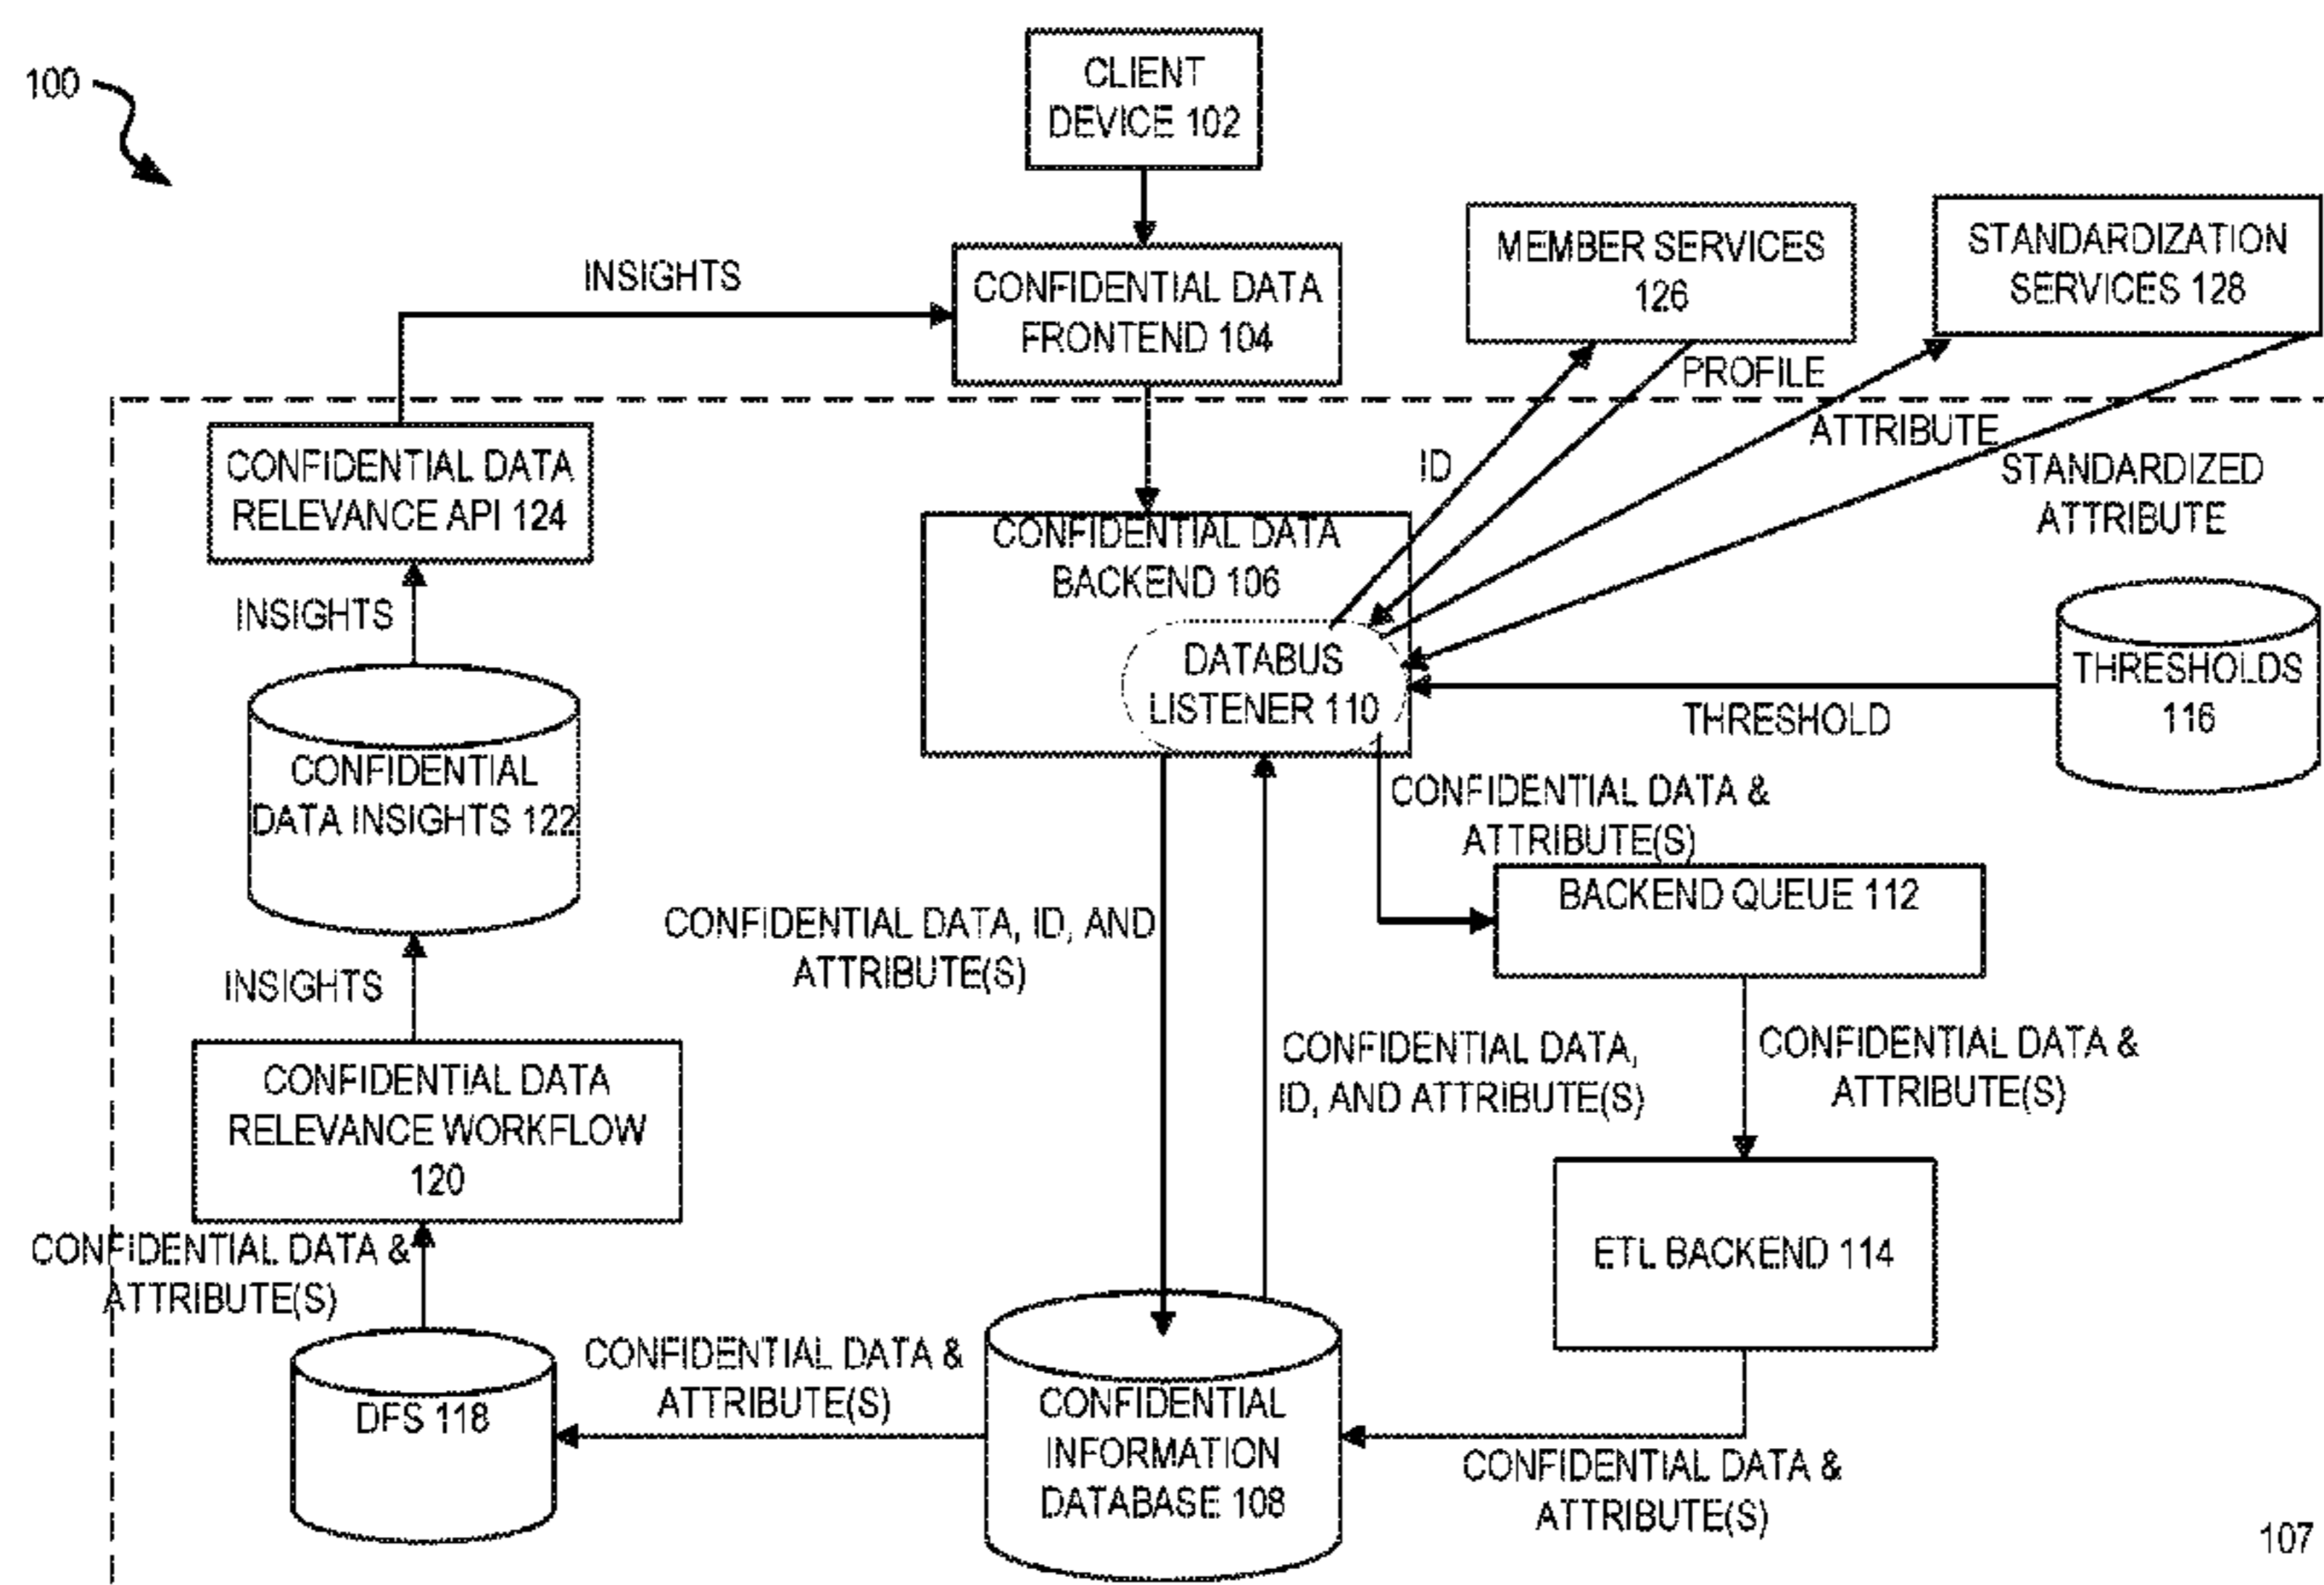 100
CLIENT
DEVICE 102
INSIGHTS
CONFIDENTIAL DATA
FRONTEND 104
MEMBER SERVICES
126
STANDARDIZATION
SERVICES 128
PROFILE
ATTRIBUTE
ID
STANDARDIZED
ATTRIBUTE
CONFIDENTIAL DATA
RELEVANCE API 124
CONFIDENTIAL DATA
BACKEND 106
DATABUS
LISTENER 110
INSIGHTS
THRESHOLDS
116
THRESHOLD
CONFIDENTIAL
DATA INSIGHTS 122
CONFIDENTIAL DATA &
ATTRIBUTE(S)
BACKEND QUEUE 112
CONFIDENTIAL DATA, ID, AND
ATTRIBUTE(S)
INSIGHTS
CONFIDENTIAL DATA,
ID, AND ATTRIBUTE(S)
CONFIDENTIAL DATA &
ATTRIBUTE(S)
CONFIDENTIAL DATA
RELEVANCE WORKFLOW
120
ETL BACKEND 114
CONFIDENTIAL DATA &
ATTRIBUTE(S)
CONFIDENTIAL DATA &
ATTRIBUTE(S)
DFS 118
CONFIDENTIAL
INFORMATION
DATABASE 108
CONFIDENTIAL DATA &
ATTRIBUTE(S)
107